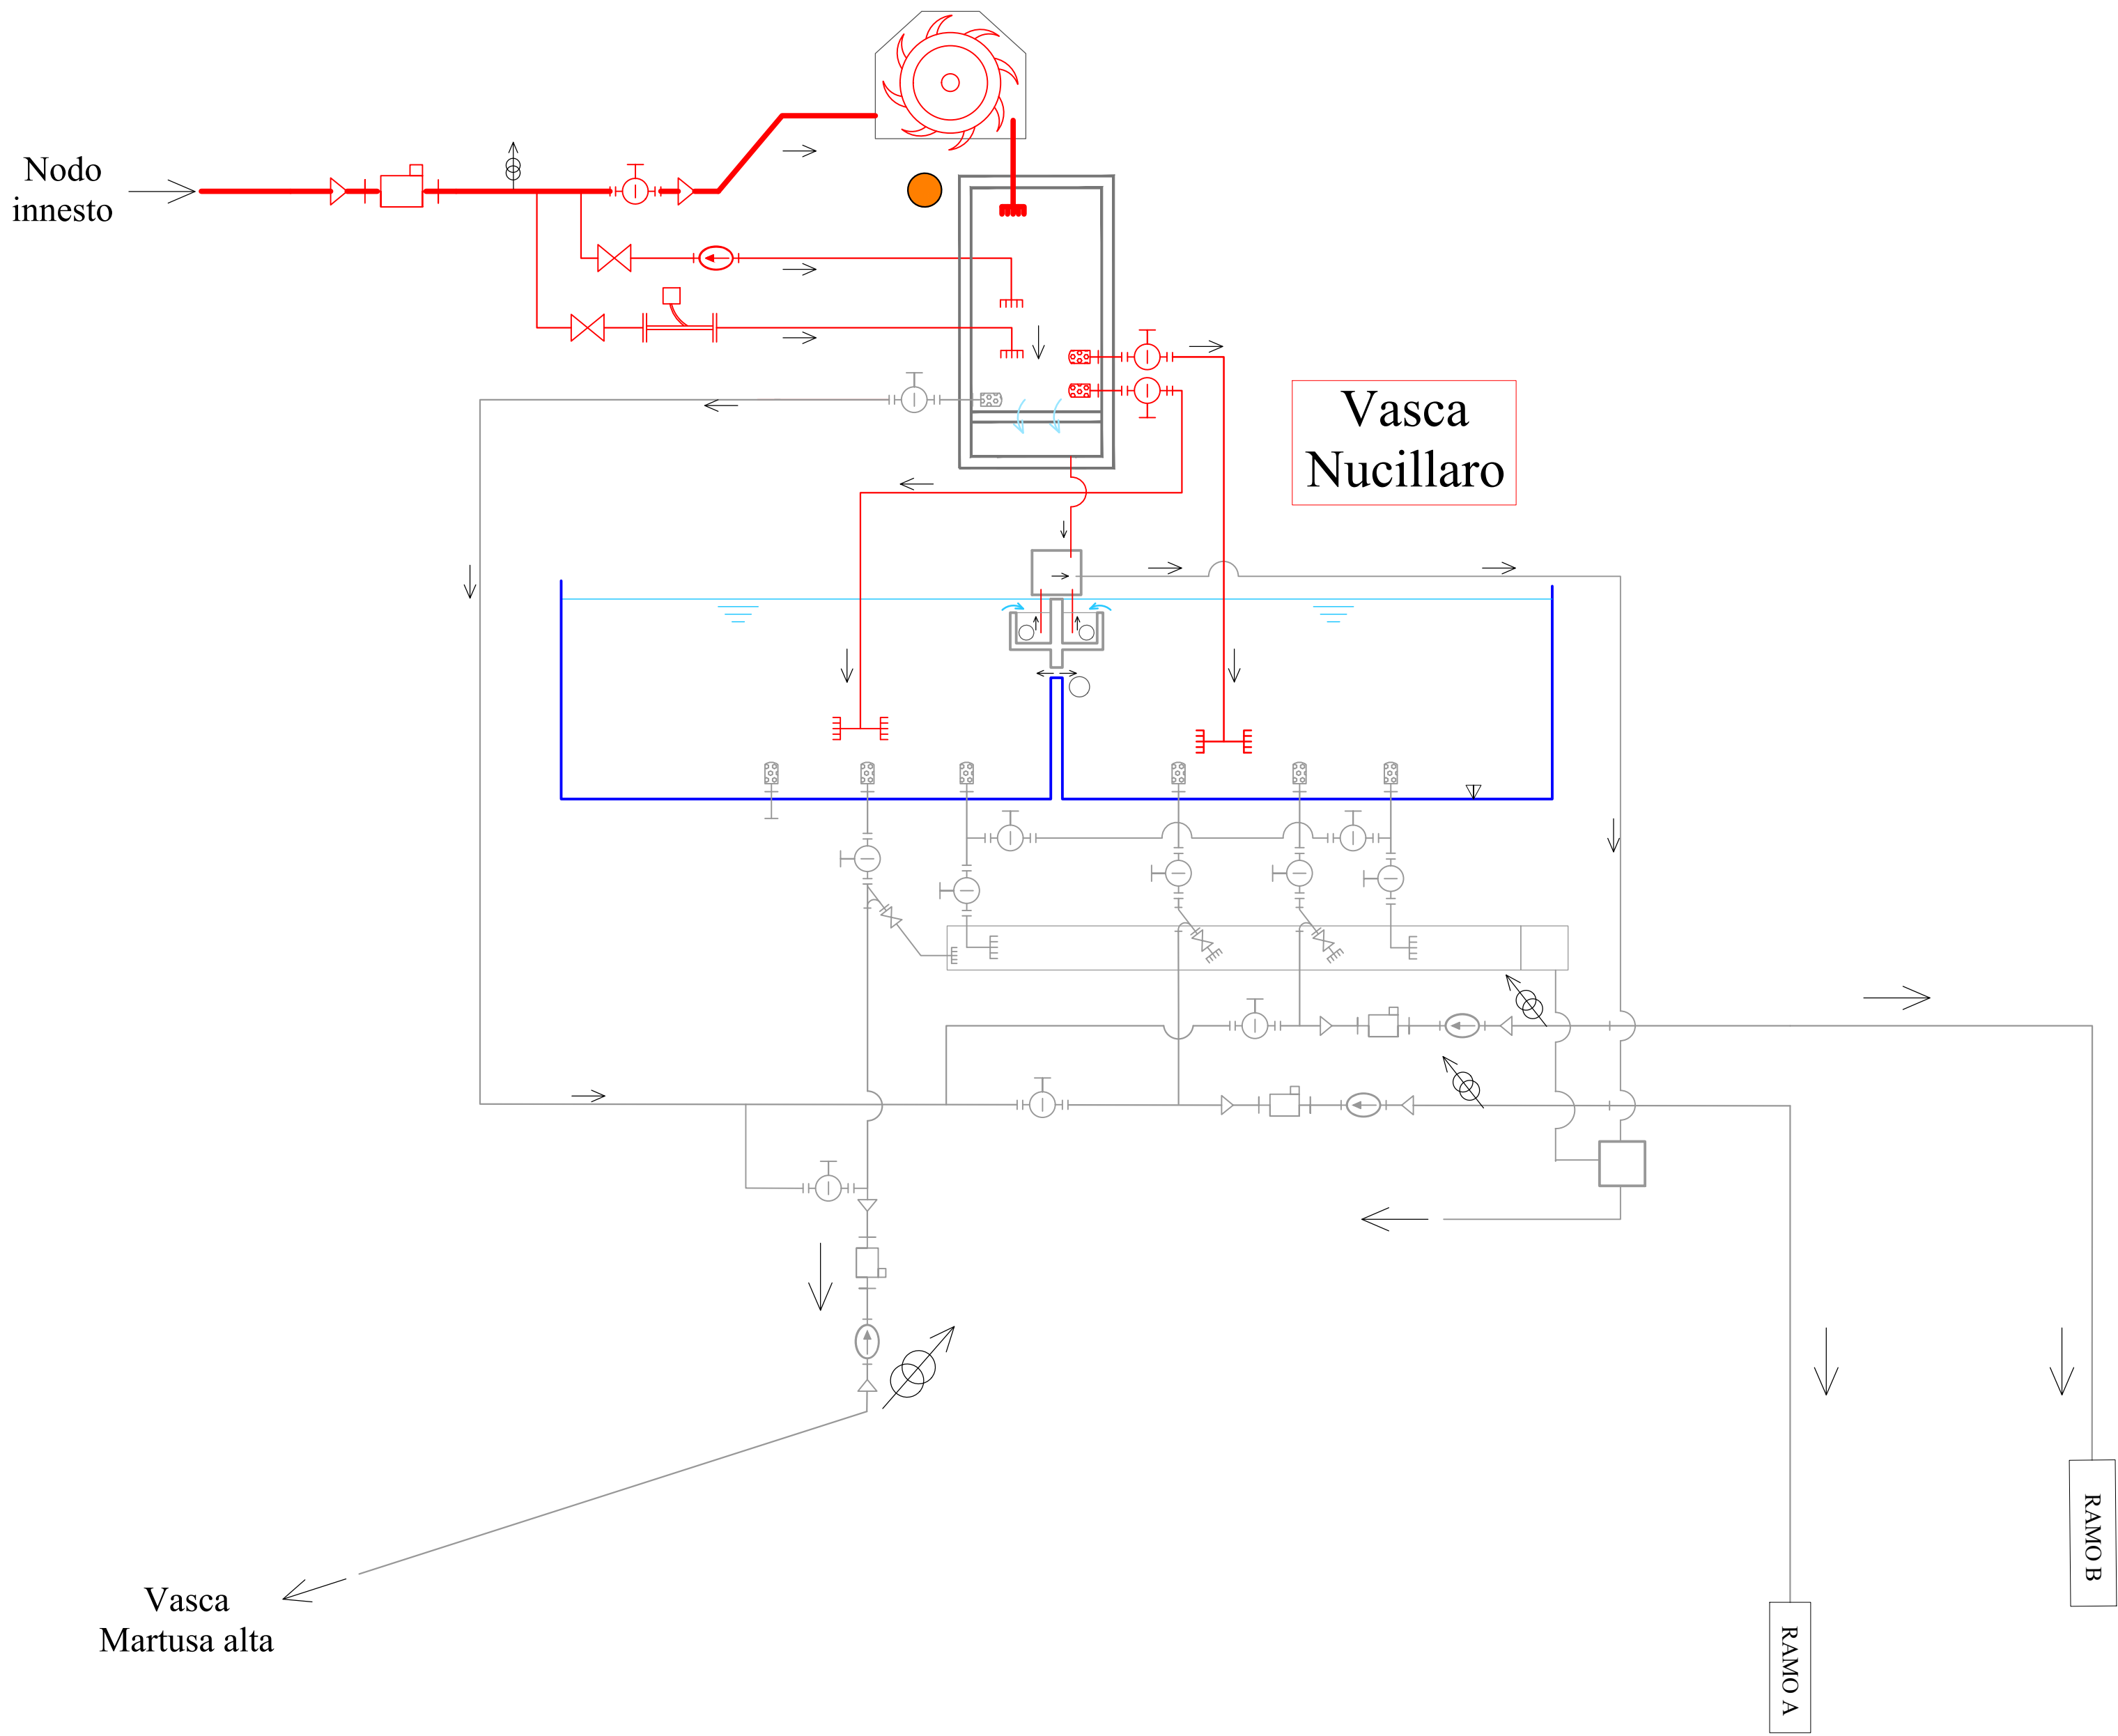 Nodo
innesto
Vasca
Nucillaro
RAMO B
Vasca
Martusa alta
RAMO A